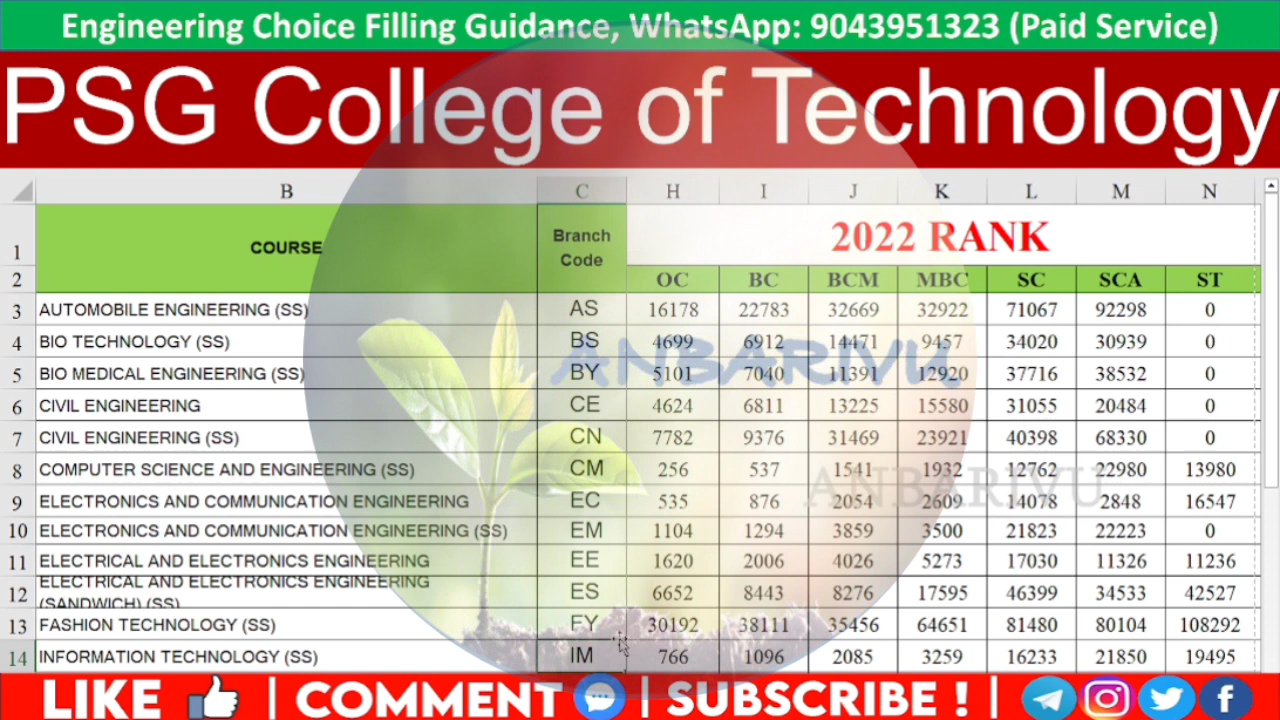 Engineering Choice Filling Guidance, WhatsApp: 9043951323 (Paid Service)
PSG College of Technology
B C H I J K L M N
1 COURSE Branch Code 2022 RANK
2 OC BC BCM MBC SC SCA ST
3 AUTOMOBILE ENGINEERING (SS) AS 16178 22783 32669 32922 71067 92298 0
4 BIO TECHNOLOGY (SS) BS 4699 6912 14471 9457 34020 30939 0
5 BIO MEDICAL ENGINEERING (SS) BY 5101 7040 11391 12920 37716 38532 0
6 CIVIL ENGINEERING CE 4624 6811 13225 15580 31055 20484 0
7 CIVIL ENGINEERING (SS) CN 7782 9376 31469 23921 40398 68330 0
8 COMPUTER SCIENCE AND ENGINEERING (SS) CM 256 537 1541 1932 12762 22980 13980
9 ELECTRONICS AND COMMUNICATION ENGINEERING EC 535 876 2054 2609 14078 2848 16547
10 ELECTRONICS AND COMMUNICATION ENGINEERING (SS) EM 1104 1294 3859 3500 21823 22223 0
11 ELECTRICAL AND ELECTRONICS ENGINEERING EE 1620 2006 4026 5273 17030 11326 11236
12 ELECTRICAL AND ELECTRONICS ENGINEERING (SANDWICH) (SS) ES 6652 8443 8276 17595 46399 34533 42527
13 FASHION TECHNOLOGY (SS) FY 30192 38111 35456 64651 81480 80104 108292
14 INFORMATION TECHNOLOGY (SS) IM 766 1096 2085 3259 16233 21850 19495
ANBARIVU
ANBARIVU
LIKE | COMMENT | SUBSCRIBE ! |